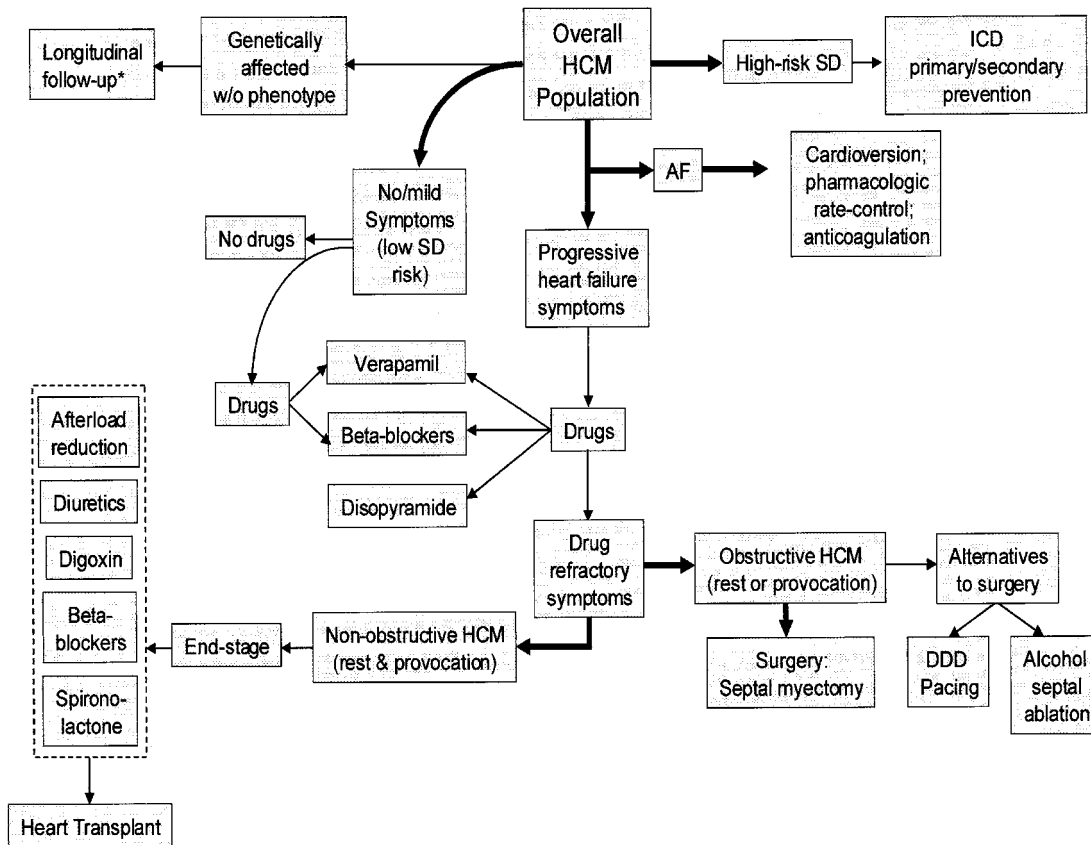 Longitudinal
follow-up*
Genetically
affected
w/o phenotype
Overall
HCM
Population
High-risk SD
ICD
primary/secondary
prevention
AF
Cardioversion;
pharmacologic
rate-control;
anticoagulation
No/mild
Symptoms
(low SD
risk)
No drugs
Progressive
heart failure
symptoms
Verapamil
Drugs
Beta-blockers
Drugs
Disopyramide
Afterload
reduction
Diuretics
Digoxin
Beta-
blockers
Spirono-
lactone
Drug
refractory
symptoms
Obstructive HCM
(rest or provocation)
Alternatives
to surgery
End-stage
Non-obstructive HCM
(rest & provocation)
Surgery:
Septal myectomy
DDD
Pacing
Alcohol
septal
ablation
Heart Transplant